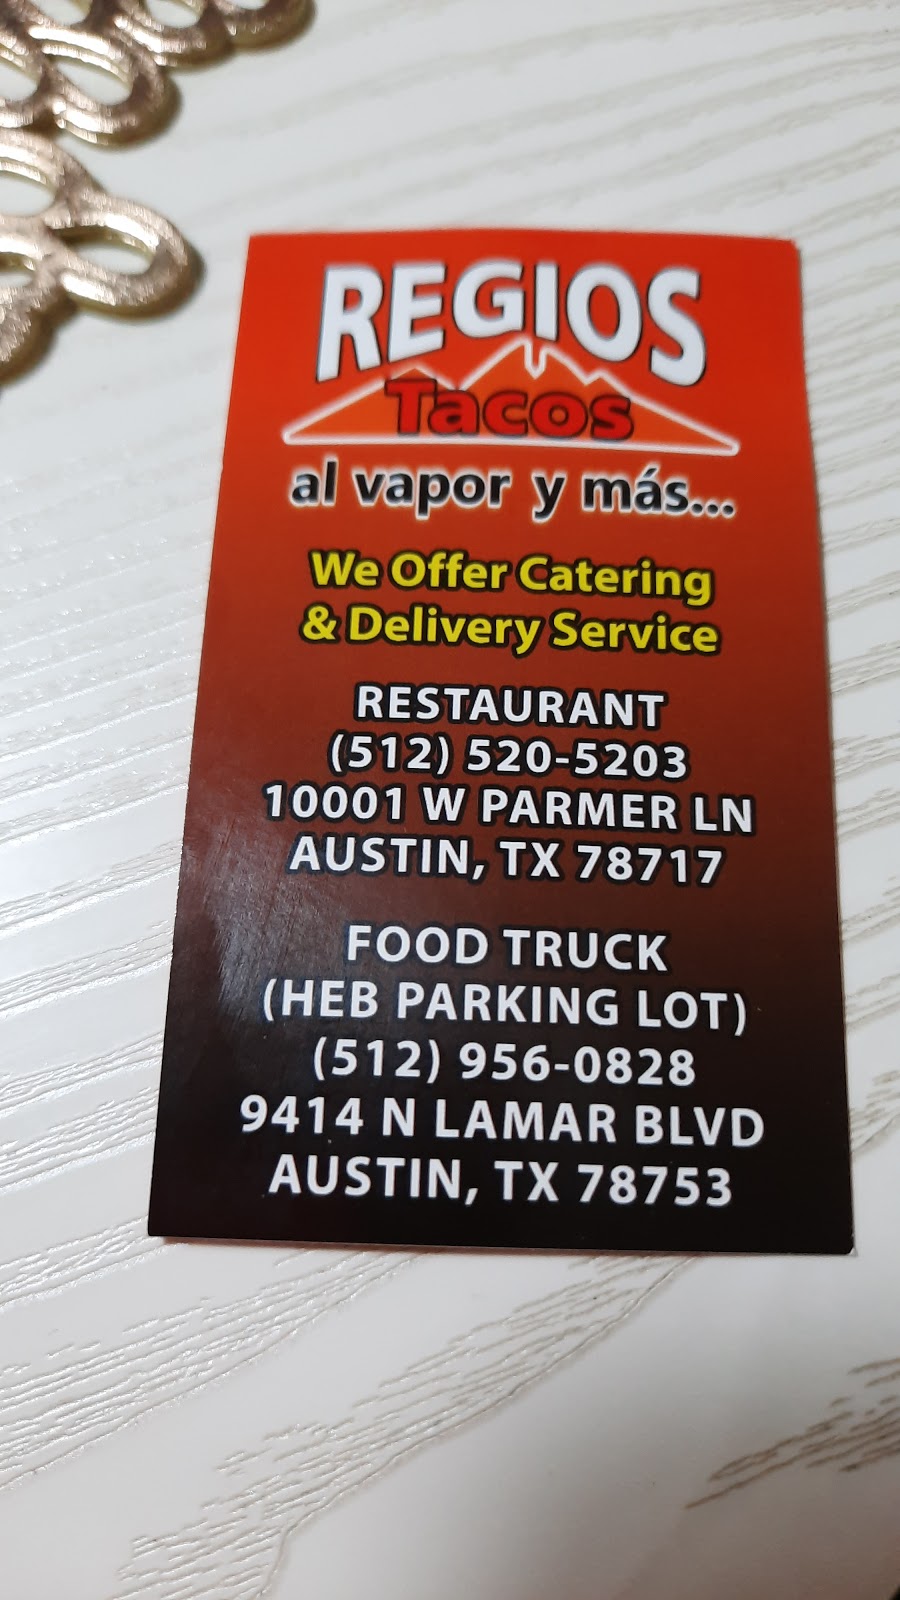 REGIOS
Tacos
al vapor y más...
We Offer Catering
& Delivery Service
RESTAURANT
(512) 520-5203
10001 W PARMER LN
AUSTIN, TX 78717
FOOD TRUCK
(HEB PARKING LOT)
(512) 956-0828
9414 N LAMAR BLVD
AUSTIN, TX 78753